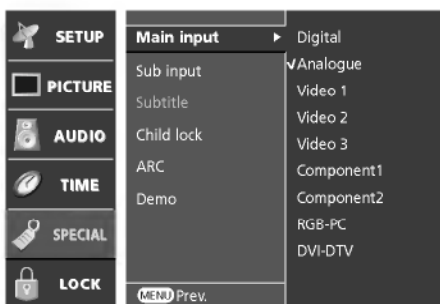 SETUP
PICTURE
AUDIO
TIME
SPECIAL
LOCK
Main input
Sub input
Subtitle
Child lock
ARC
Demo
MENU Prev.
Digital
Analogue
Video 1
Video 2
Video 3
Component1
Component2
RGB-PC
DVI-DTV